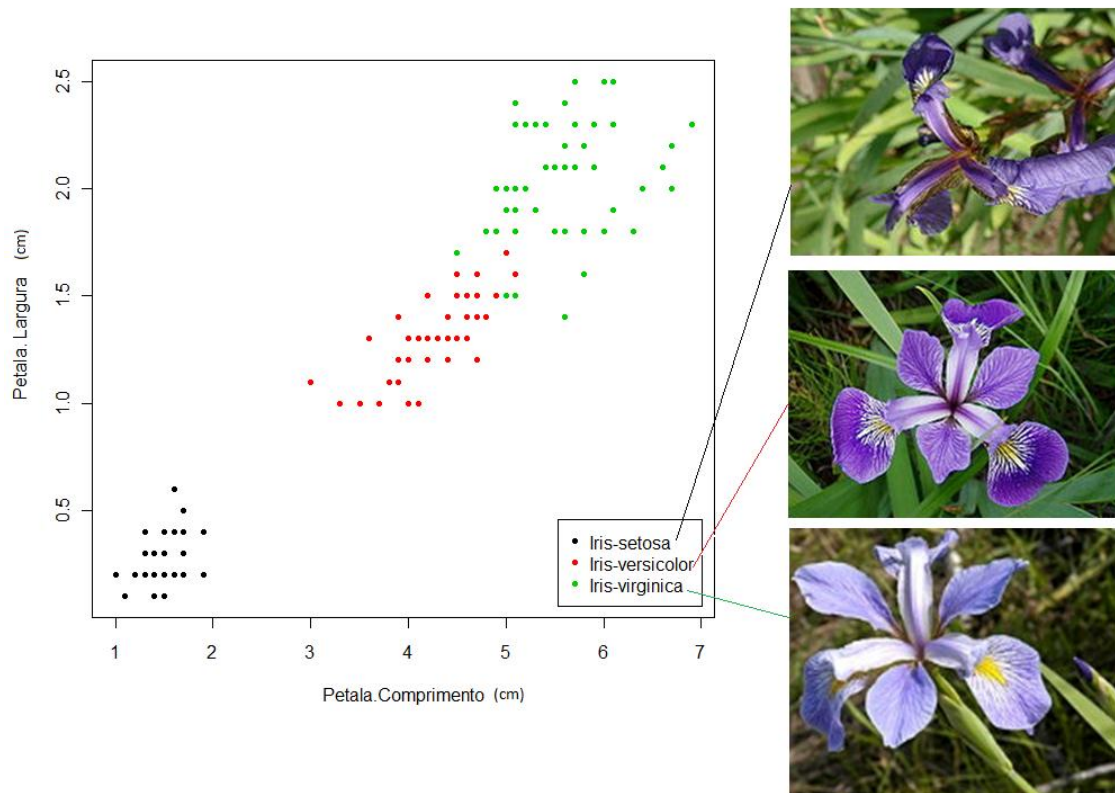 2.5
2.0
1.5
1.0
0.5
Petala. Largura (cm)
Iris-setosa
Iris-versicolor
Iris-virginica
1 2 3 4 5 6 7
Petala.Comprimento (cm)